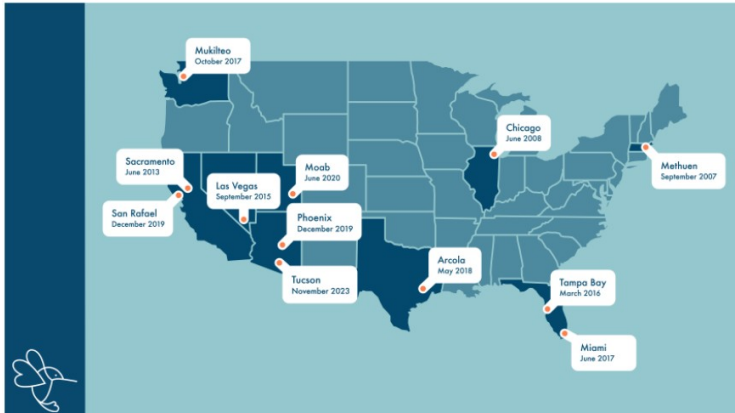 Mukilteo
October 2017
Chicago
June 2008
Sacramento
June 2013
Moab
June 2020
Methuen
September 2007
Las Vegas
September 2015
San Rafael
December 2019
Phoenix
December 2019
Arcola
May 2018
Tucson
November 2023
Tampa Bay
March 2016
Miami
June 2017